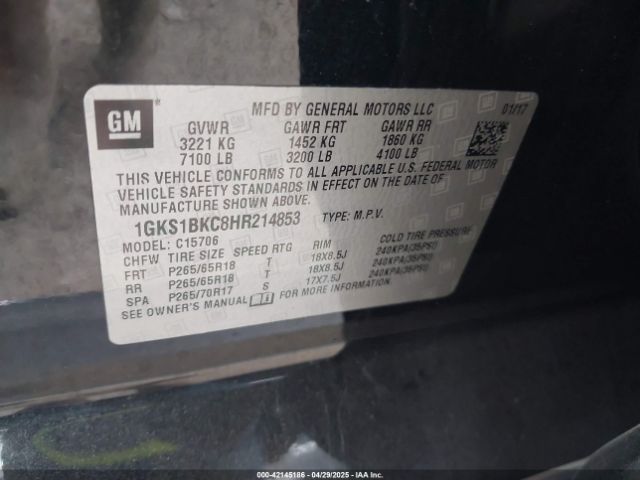 GM
MFD BY GENERAL MOTORS LLC 01/17
GVWR GAWR FRT GAWR RR
3221 KG 1452 KG 1860 KG
7100 LB 3200 LB 4100 LB
THIS VEHICLE CONFORMS TO ALL APPLICABLE U.S. FEDERAL MOTOR
VEHICLE SAFETY STANDARDS IN EFFECT ON THE DATE OF
MANUFACTURE SHOWN ABOVE.
1GKS1BKC8HR214853 TYPE: M.P.V.
MODEL: C15706
CHFW TIRE SIZE SPEED RTG RIM COLD TIRE PRESSURE
FRT P265/65R18 T 18X8.5J 240KPA(35PSI)
RR P265/65R18 T 18X8.5J 240KPA(35PSI)
SPA P265/70R17 S 17X7.5J 240KPA(35PSI)
SEE OWNER'S MANUAL FOR MORE INFORMATION.
000-42145186 - 04/29/2025 - IAAI.COM